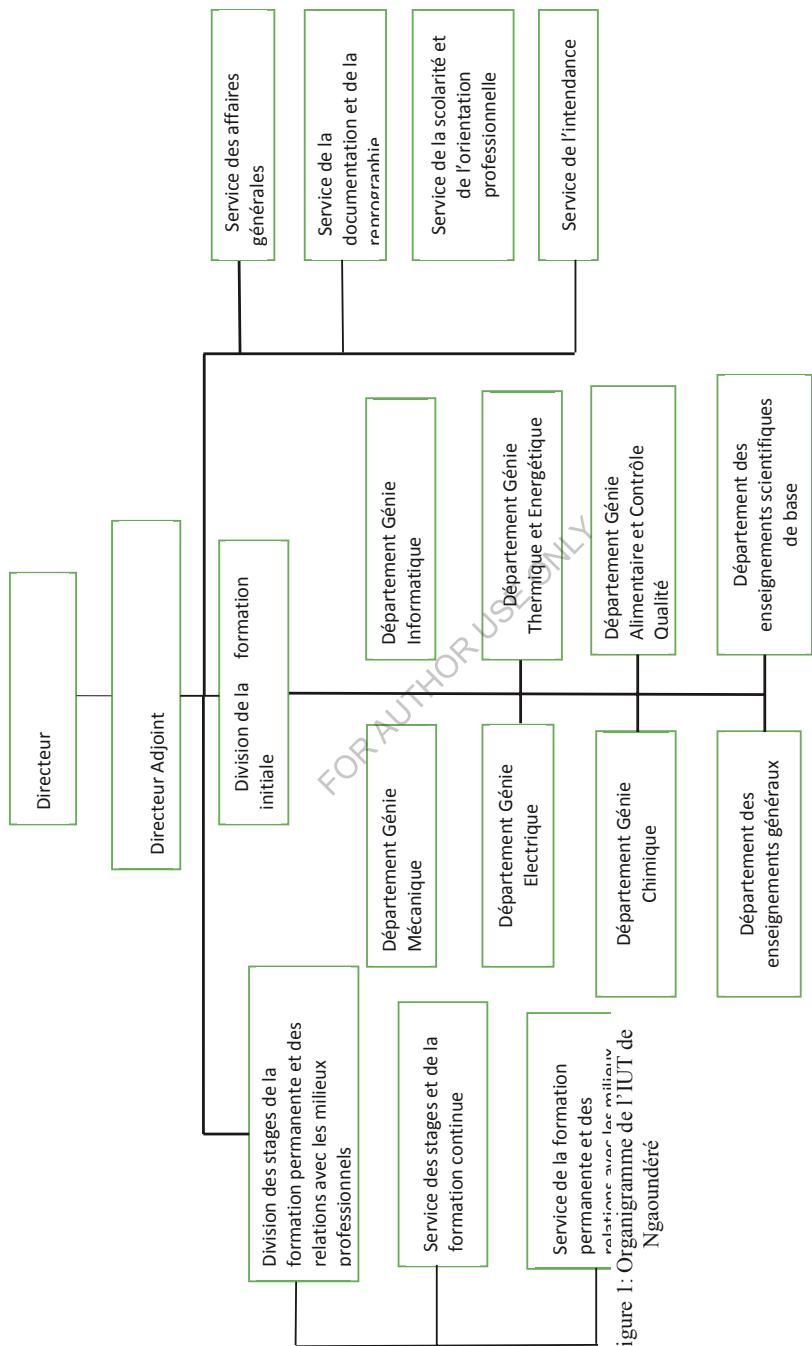 Directeur
Directeur Adjoint
Division de la formation
initiale
Division des stages de la
formation permanente et des
relations avec les milieux
professionnels
Service des stages et de la
formation continue
Service de la formation
permanente et des
relations avec les milieux
Département Génie
Mécanique
Département Génie
Informatique
Département Génie
Electrique
Département Génie
Thermique et Energétique
Département Génie
Chimique
Département Génie
Alimentaire et Contrôle
Qualité
Département des
enseignements généraux
Département des
enseignements scientifiques
de base
Service des affaires
générales
Service de la
documentation et de la
reprographie
Service de la scolarité et
de l'orientation
professionnelle
Service de l'intendance
igure 1: Organigramme de l'IUT de
Ngaoundéré
FOR AUTHOR USE ONLY